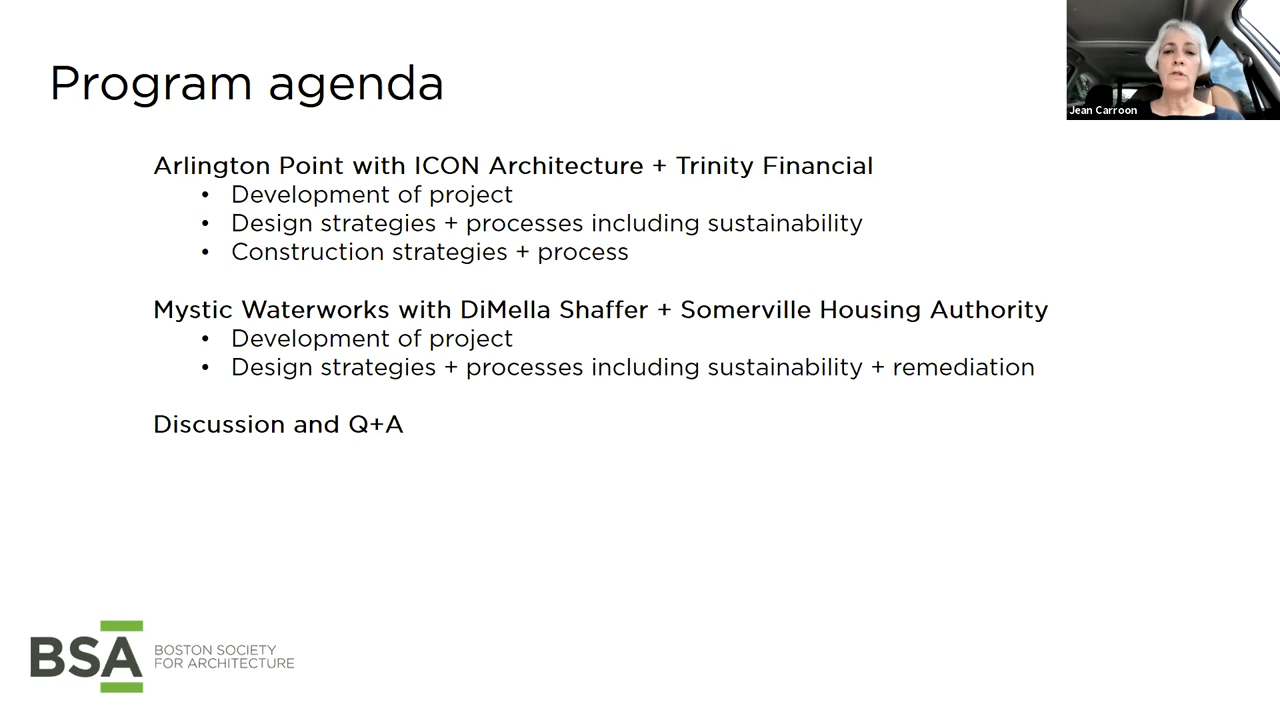 Program agenda
Jean Carroon
Arlington Point with ICON Architecture + Trinity Financial
• Development of project
• Design strategies + processes including sustainability
• Construction strategies + process
Mystic Waterworks with DiMella Shaffer + Somerville Housing Authority
• Development of project
• Design strategies + processes including sustainability + remediation
Discussion and Q+A
BSA
BOSTON SOCIETY
FOR ARCHITECTURE